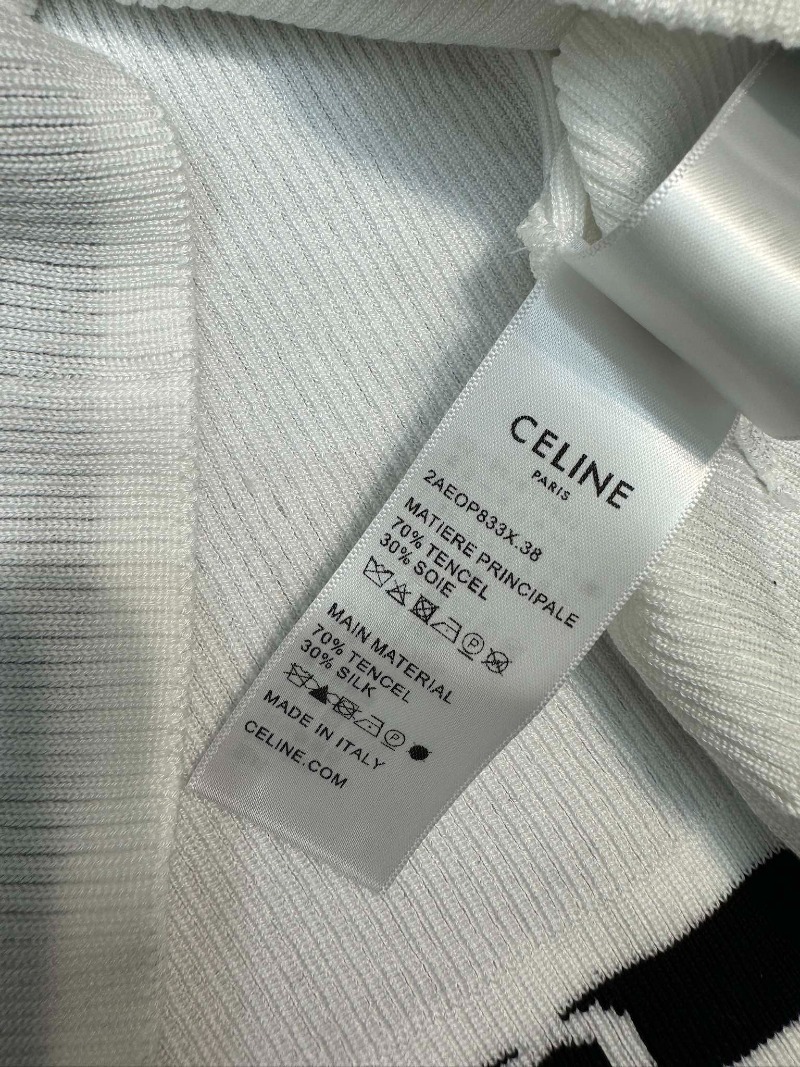 CELINE
PARIS
2AEOP833X.38
MATIERE PRINCIPALE
70% TENCEL
30% SOIE
MAIN MATERIAL
70% TENCEL
30% SILK
MADE IN ITALY
CELINE.COM